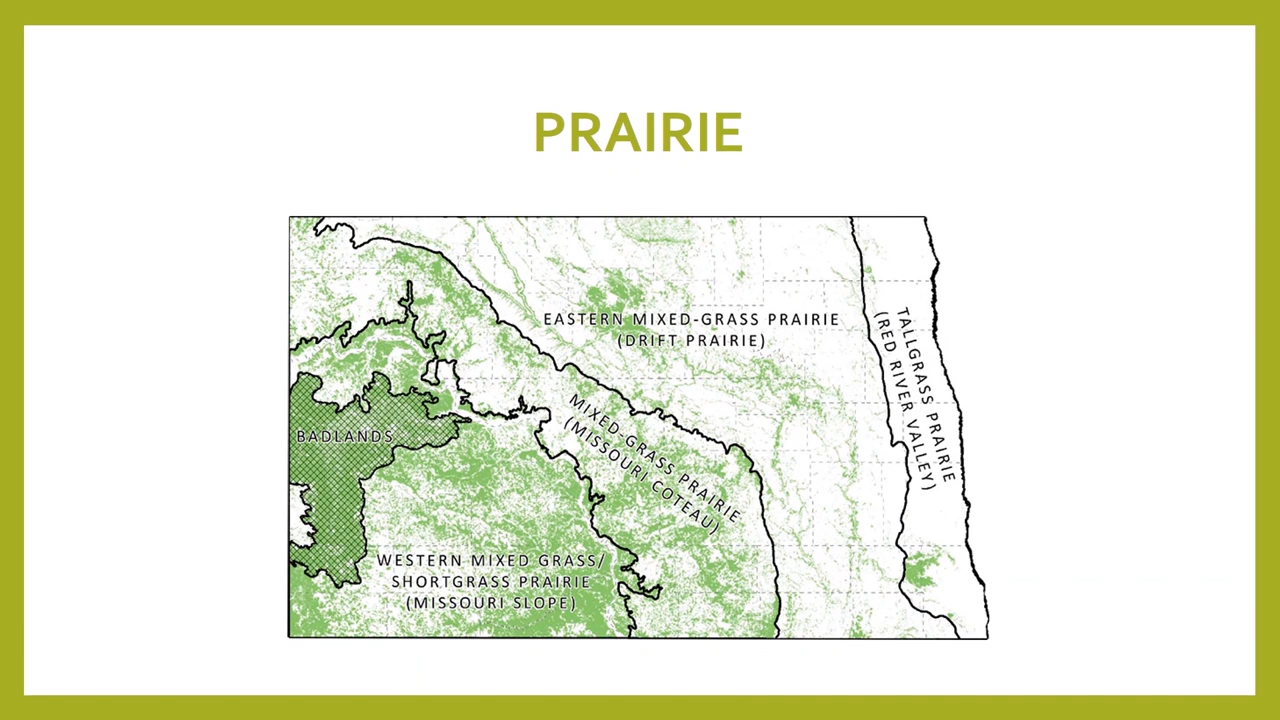 PRAIRIE
EASTERN MIXED-GRASS PRAIRIE
(DRIFT PRAIRIE)
TALLGRASS PRAIRIE
(RED RIVER VALLEY)
MIXED-GRASS PRAIRIE
(MISSOURI COTEAU)
BADLANDS
WESTERN MIXED GRASS/
SHORTGRASS PRAIRIE
(MISSOURI SLOPE)